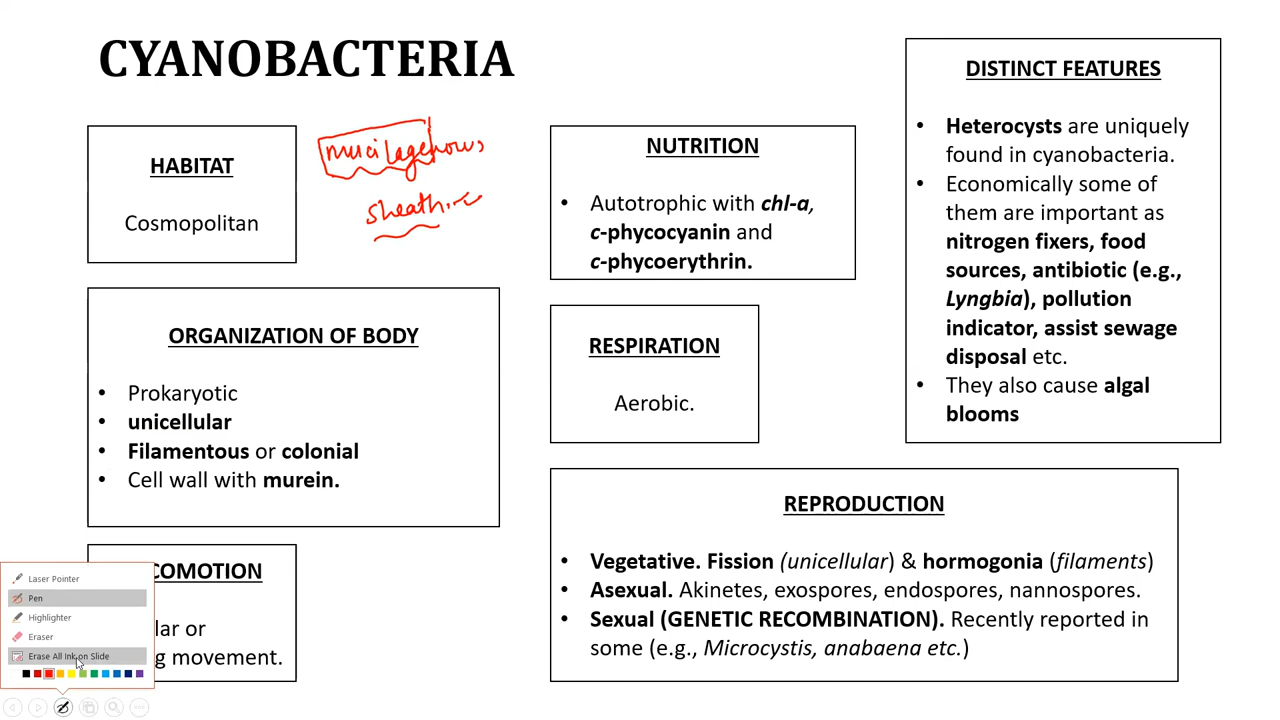 CYANOBACTERIA
HABITAT
Cosmopolitan
mucilagenous
sheath
ORGANIZATION OF BODY
• Prokaryotic
• unicellular
• Filamentous or colonial
• Cell wall with murein.
COMOTION
lar or
g movement.
Laser Pointer
Pen
Highlighter
Eraser
Erase All Ink on Slide
NUTRITION
• Autotrophic with chl-a,
c-phycocyanin and
c-phycoerythrin.
RESPIRATION
Aerobic.
REPRODUCTION
• Vegetative. Fission (unicellular) & hormogonia (filaments)
• Asexual. Akinetes, exospores, endospores, nannospores.
• Sexual (GENETIC RECOMBINATION). Recently reported in
some (e.g., Microcystis, anabaena etc.)
DISTINCT FEATURES
• Heterocysts are uniquely
found in cyanobacteria.
• Economically some of
them are important as
nitrogen fixers, food
sources, antibiotic (e.g.,
Lyngbia), pollution
indicator, assist sewage
disposal etc.
• They also cause algal
blooms